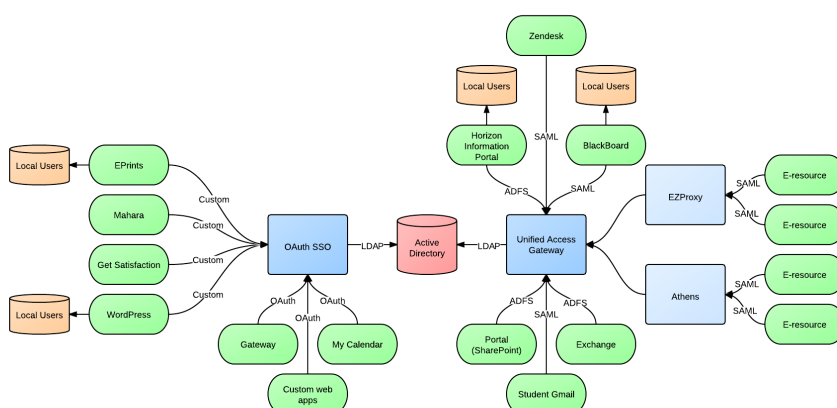 Zendesk
Local Users
Local Users
SAML
Horizon
Information
Portal
BlackBoard
ADFS
SAML
Local Users
EPrints
Custom
Mahara
Custom
Get Satisfaction
Custom
Local Users
WordPress
Custom
OAuth SSO
LDAP
Active
Directory
LDAP
Unified Access
Gateway
EZProxy
SAML
E-resource
SAML
E-resource
Athens
SAML
E-resource
SAML
E-resource
OAuth
OAuth
OAuth
Gateway
My Calendar
Custom web
apps
ADFS
SAML
ADFS
Portal
(SharePoint)
Exchange
Student Gmail